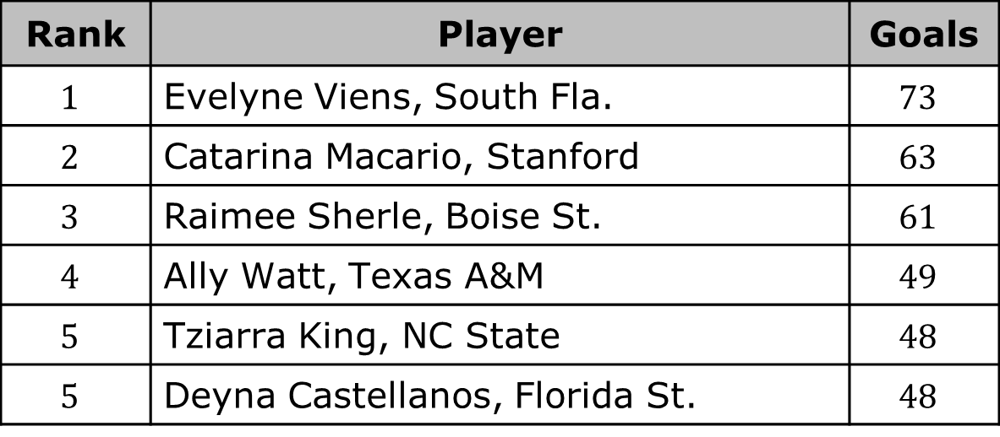 Rank Player Goals
1 Evelyne Viens, South Fla. 73
2 Catarina Macario, Stanford 63
3 Raimee Sherle, Boise St. 61
4 Ally Watt, Texas A&M 49
5 Tziarra King, NC State 48
5 Deyna Castellanos, Florida St. 48